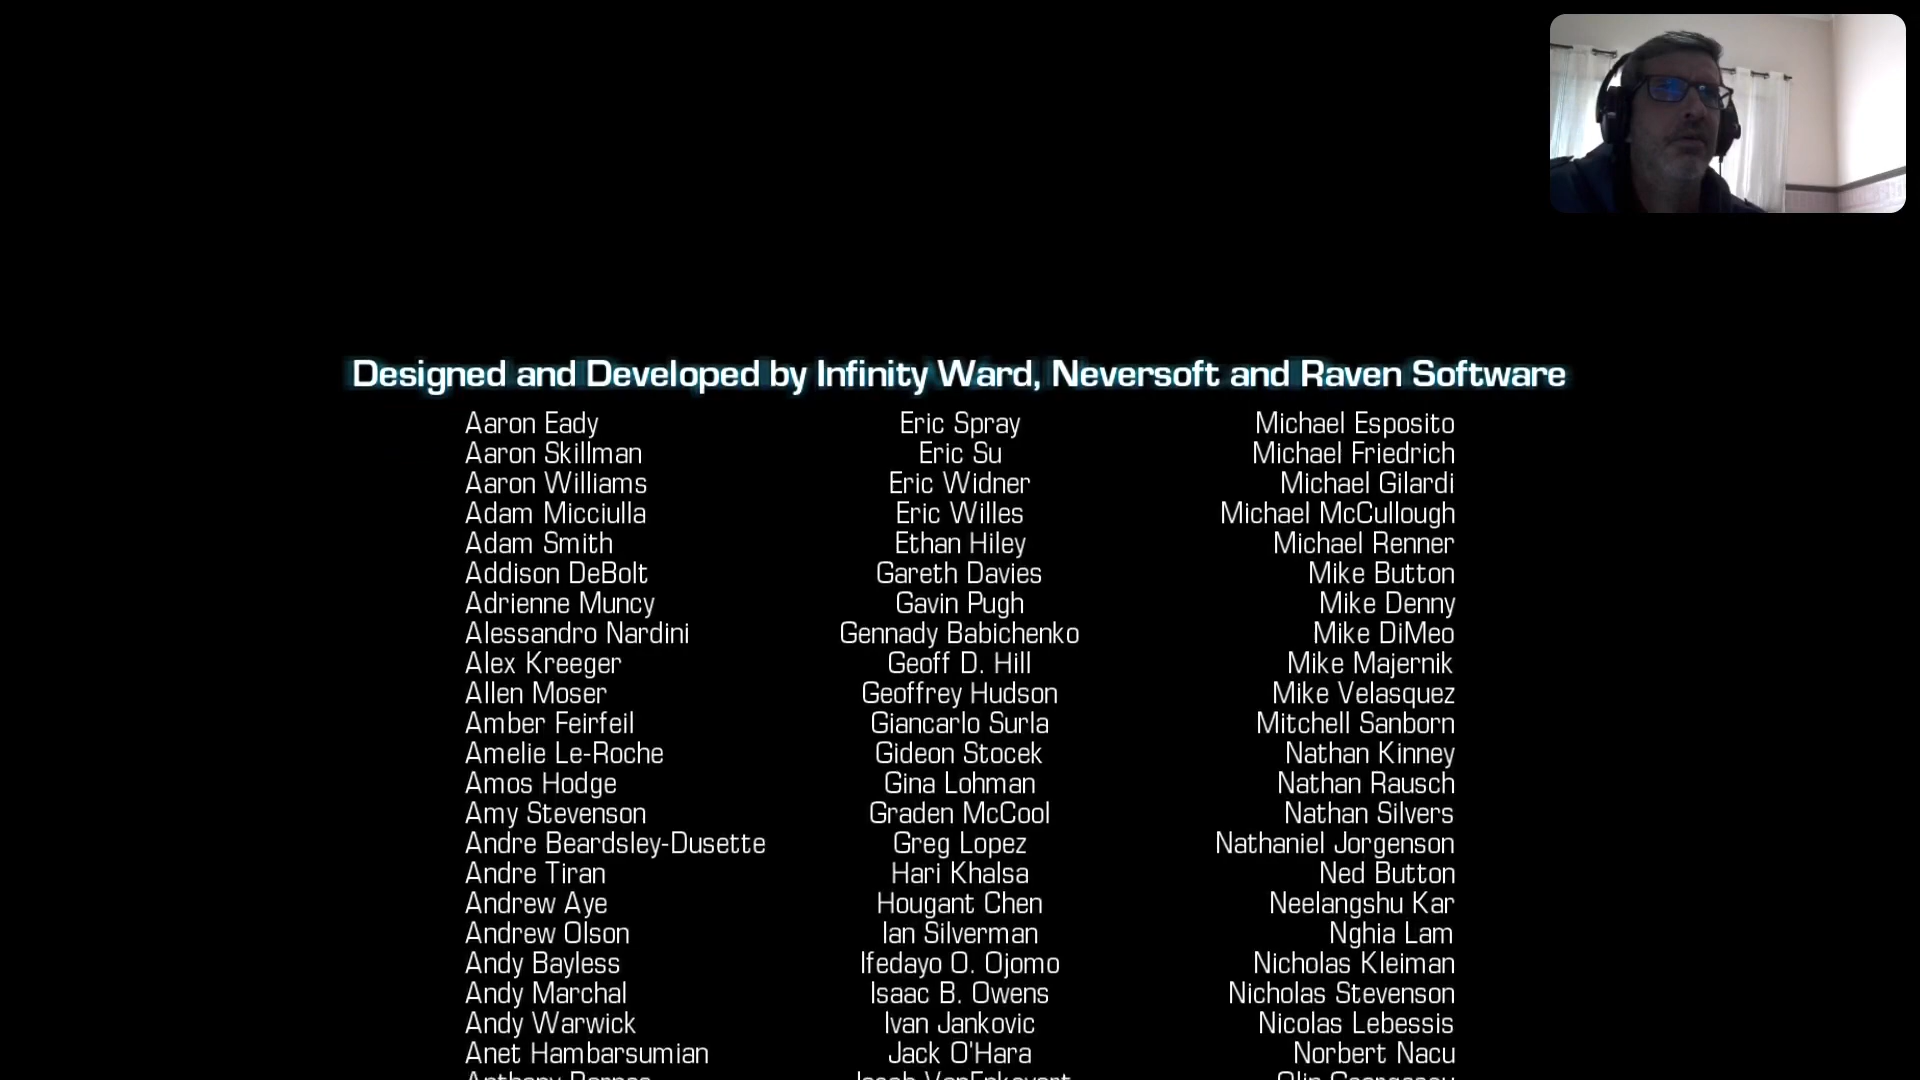 Designed and Developed by Infinity Ward, Neversoft and Raven Software
Aaron Eady Eric Spray Michael Esposito
Aaron Skillman Eric Su Michael Friedrich
Aaron Williams Eric Widner Michael Gilardi
Adam Micciulla Eric Willes Michael McCullough
Adam Smith Ethan Hiley Michael Renner
Addison DeBolt Gareth Davies Mike Button
Adrienne Muncy Gavin Pugh Mike Denny
Alessandro Nardini Gennady Babichenko Mike DiMeo
Alex Kreeger Geoff D. Hill Mike Majernik
Allen Moser Geoffrey Hudson Mike Velasquez
Amber Feirfeil Giancarlo Surla Mitchell Sanborn
Amelie Le-Roche Gideon Stocek Nathan Kinney
Amos Hodge Gina Lohman Nathan Rausch
Amy Stevenson Graden McCool Nathan Silvers
Andre Beardsley-Dusette Greg Lopez Nathaniel Jorgenson
Andre Tiran Hari Khalsa Ned Button
Andrew Aye Hougant Chen Neelangshu Kar
Andrew Olson Ian Silverman Nghia Lam
Andy Bayless Ifedayo O. Ojomo Nicholas Kleiman
Andy Marchal Isaac B. Owens Nicholas Stevenson
Andy Warwick Ivan Jankovic Nicolas Lebessis
Anet Hambarsumian Jack O'Hara Norbert Nacu